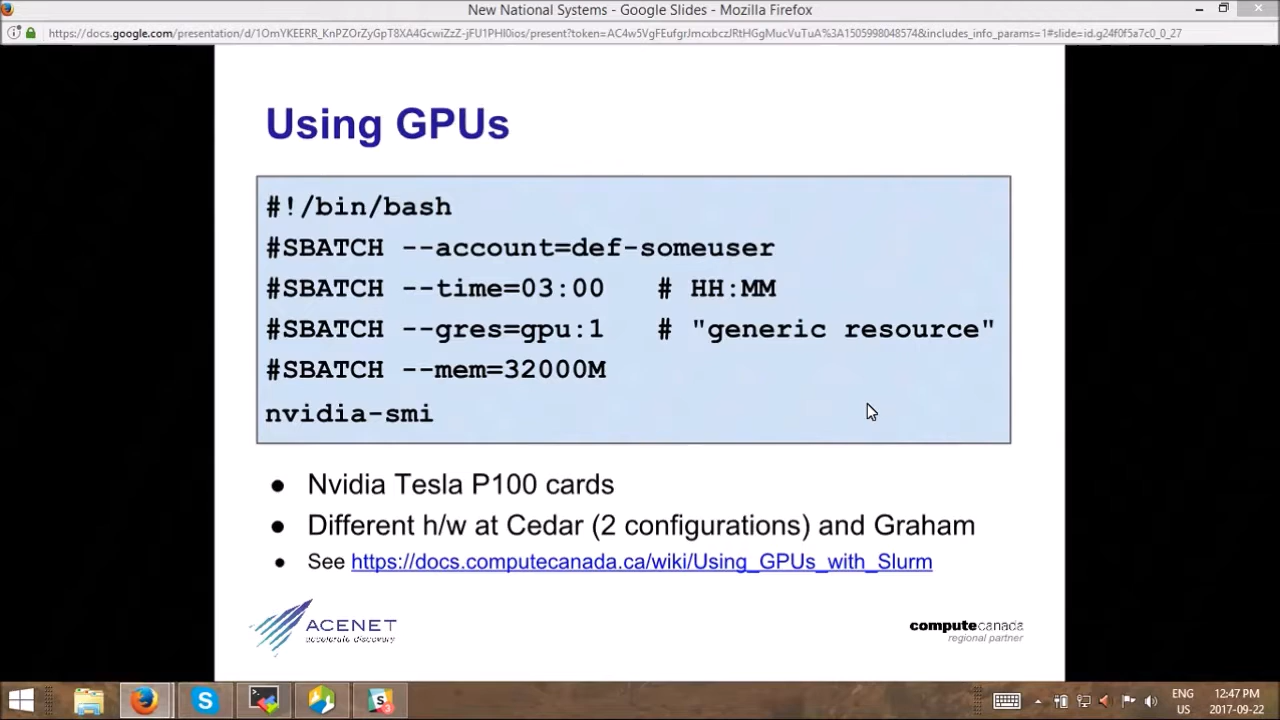 New National Systems - Google Slides - Mozilla Firefox
Using GPUs
#!/bin/bash
#SBATCH --account=def-someuser
#SBATCH --time=03:00 # HH:MM
#SBATCH --gres=gpu:1 # "generic resource"
#SBATCH --mem=32000M
nvidia-smi
● Nvidia Tesla P100 cards
● Different h/w at Cedar (2 configurations) and Graham
● See https://docs.computecanada.ca/wiki/Using_GPUs_with_Slurm
ACENET
accelerate discovery
computecanada
regional partner
ENG 12:47 PM
US 2017-09-22